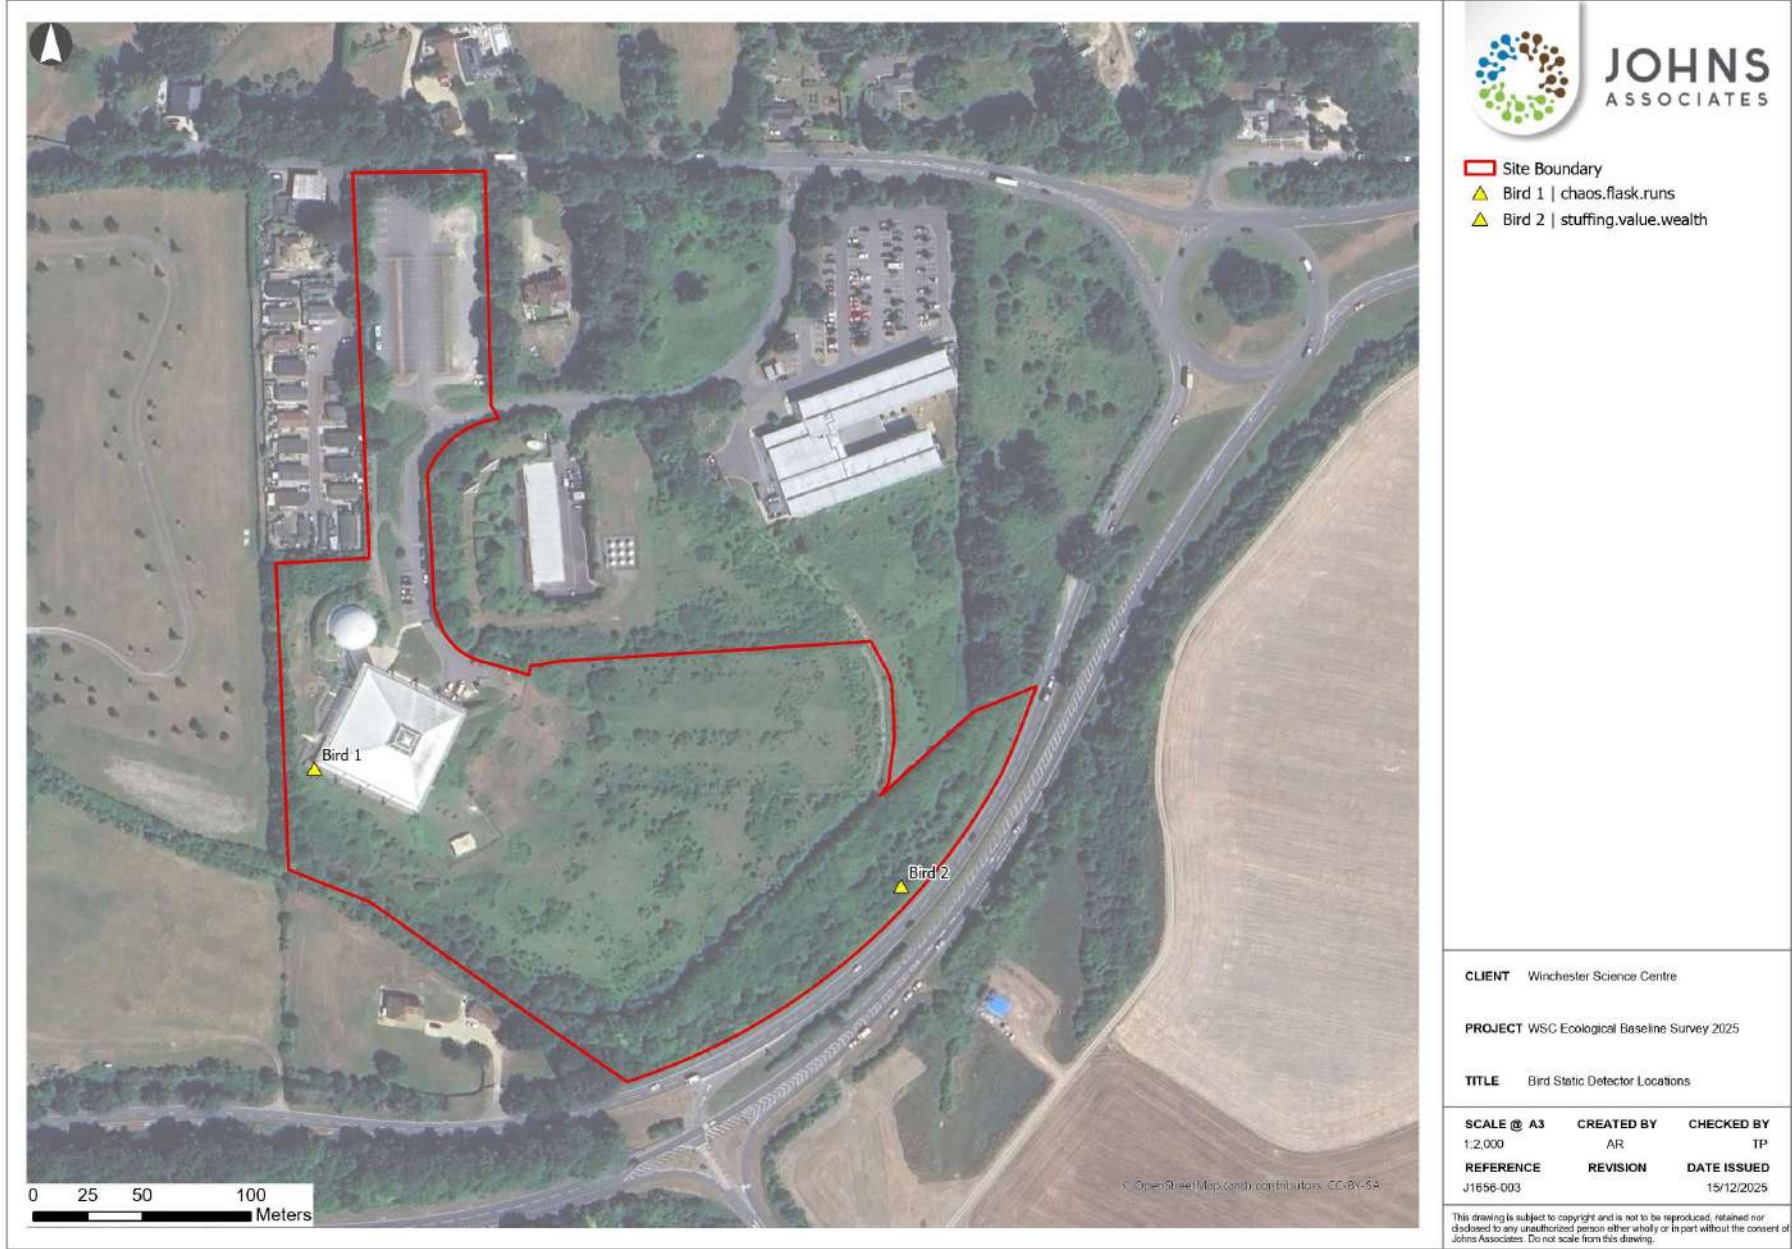 JOHNS
ASSOCIATES
Site Boundary
Bird 1 | chaos.flask.runs
Bird 2 | stuffing.value.wealth
Bird 1
Bird 2
0 25 50 100
Meters
© OpenStreetMap (and) contributors, CC-BY-SA
CLIENT Winchester Science Centre
PROJECT WSC Ecological Baseline Survey 2025
TITLE Bird Static Detector Locations
SCALE @ A3 CREATED BY CHECKED BY
1:2,000 AR TP
REFERENCE REVISION DATE ISSUED
J1656-003 15/12/2025
This drawing is subject to copyright and is not to be reproduced, retained nor
disclosed to any unauthorized person either wholly or in part without the consent of
Johns Associates. Do not scale from this drawing.